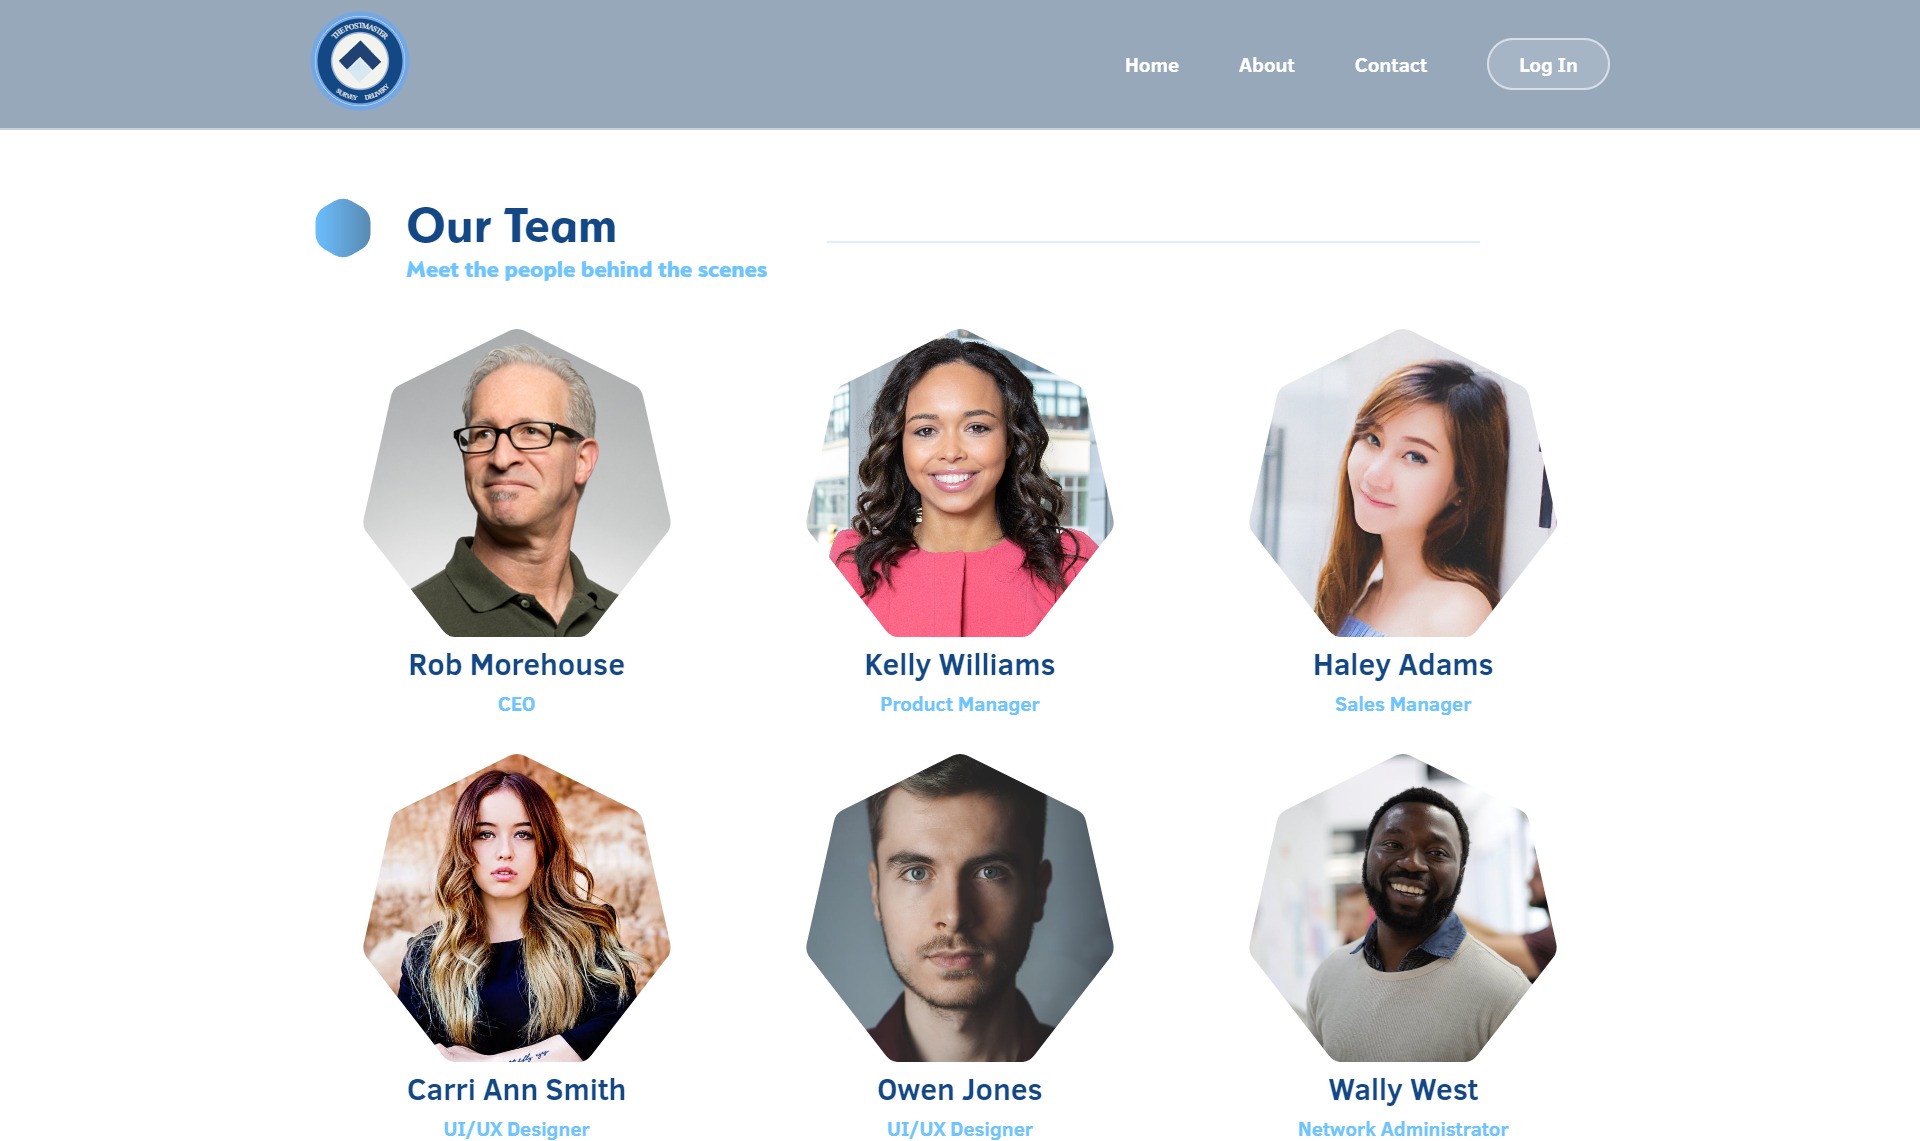 THE POSTMASTER
SURVEY DELIVERY
Home About Contact Log In
Our Team
Meet the people behind the scenes
Rob Morehouse Kelly Williams Haley Adams
CEO Product Manager Sales Manager
Carri Ann Smith Owen Jones Wally West
UI/UX Designer UI/UX Designer Network Administrator